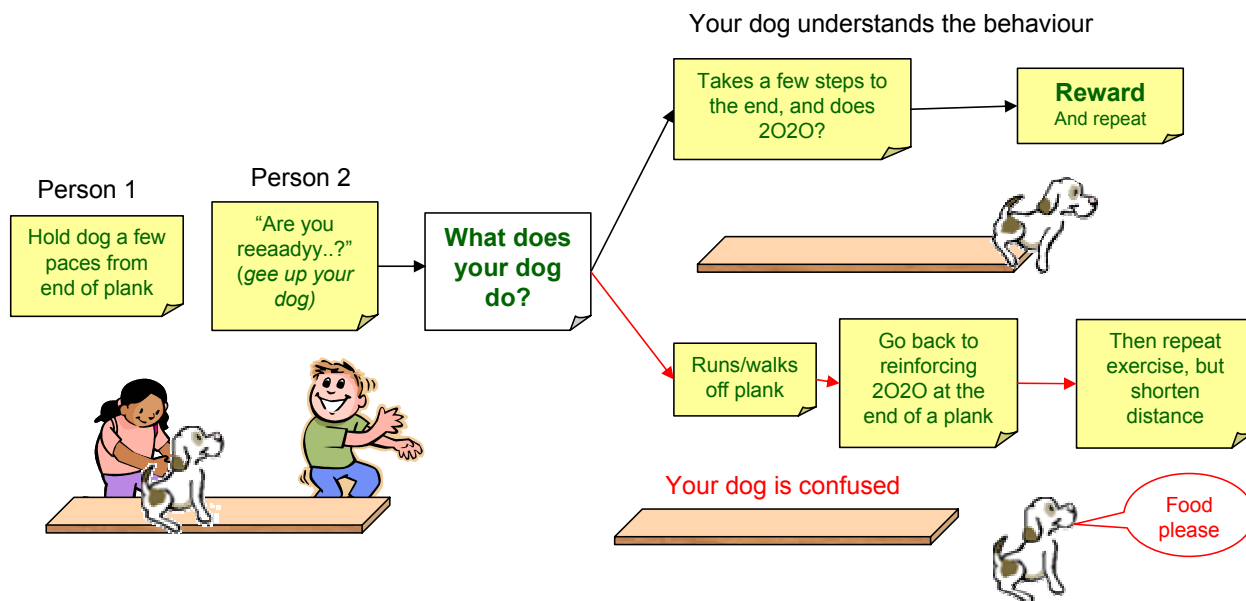 Your dog understands the behaviour
Takes a few steps to
the end, and does
2O2O?
Reward
And repeat
Person 1
Hold dog a few
paces from
end of plank
Person 2
“Are you
reeaadyy..?”
(gee up your
dog)
What does
your dog
do?
Runs/walks
off plank
Go back to
reinforcing
2O2O at the
end of a plank
Then repeat
exercise, but
shorten
distance
Your dog is confused
Food
please